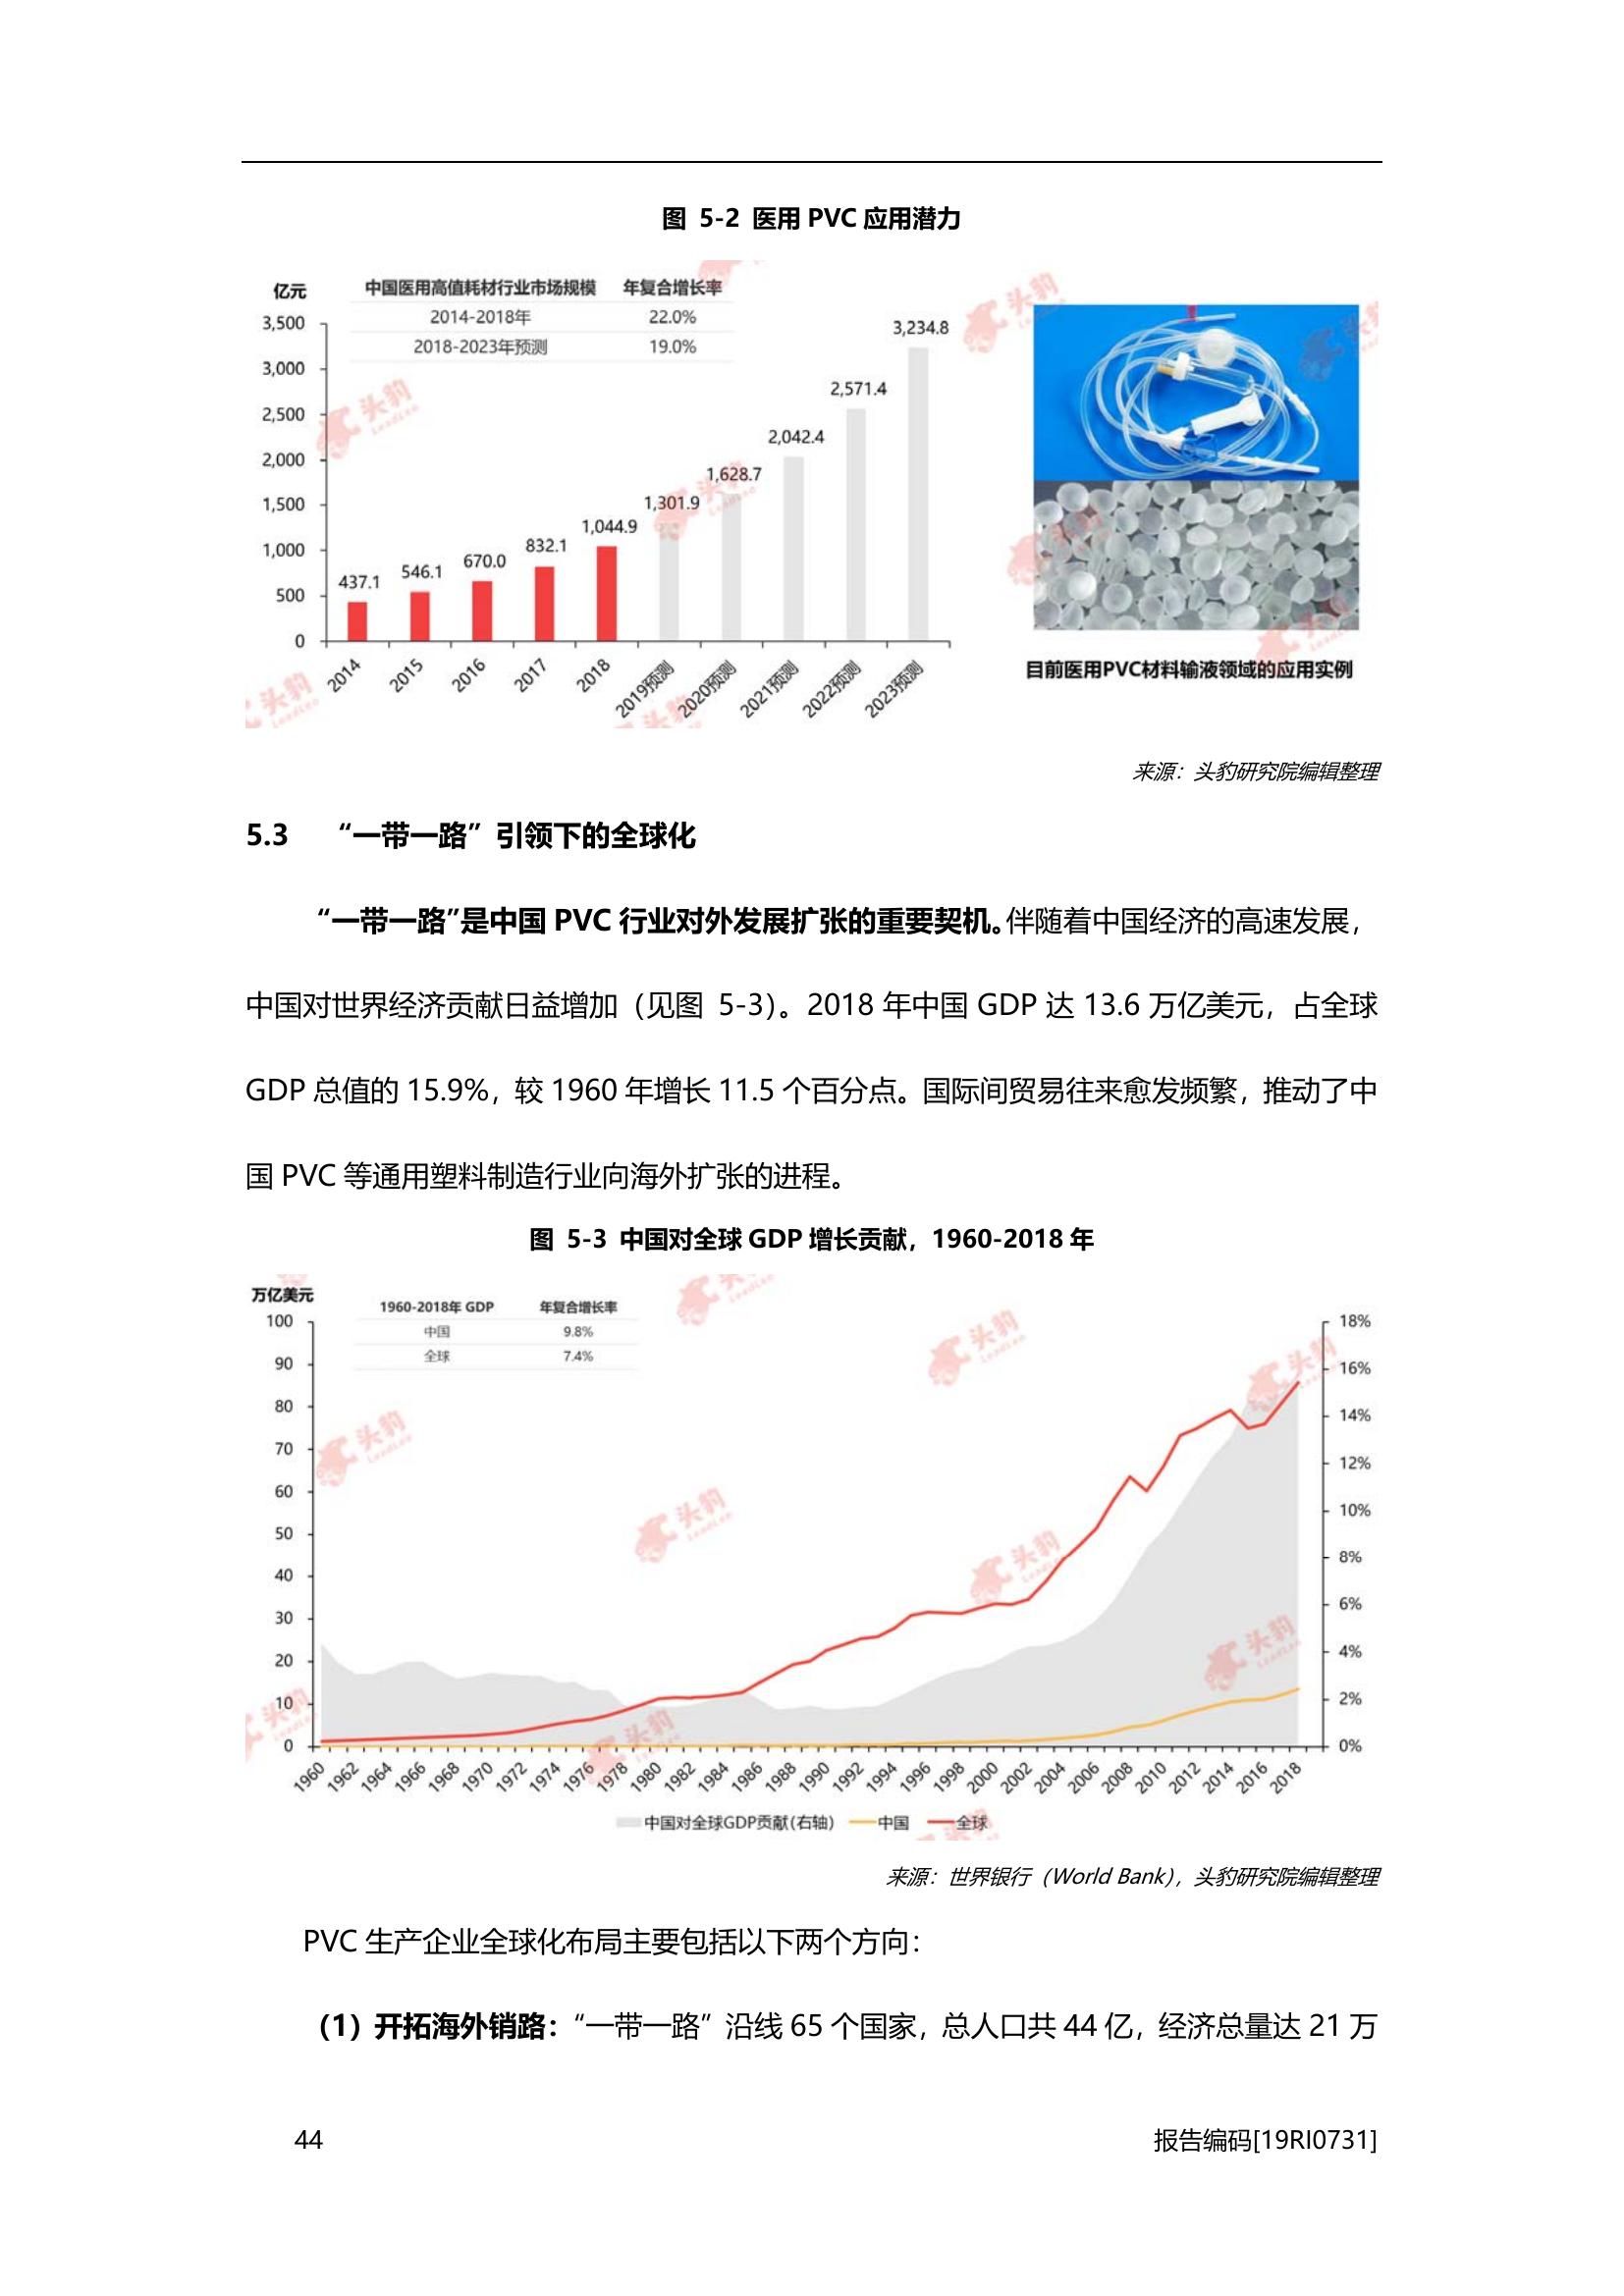 图 5-2 医用 PVC 应用潜力
亿元
中国医用高值耗材行业市场规模 年复合增长率
2014-2018年 22.0%
2018-2023年预测 19.0%
3,500
3,000
2,500
2,000
1,500
1,000
500
0
437.1
546.1
670.0
832.1
1,044.9
1,301.9
1,628.7
2,042.4
2,571.4
3,234.8
2014
2015
2016
2017
2018
2019预测
2020预测
2021预测
2022预测
2023预测
目前医用PVC材料输液领域的应用实例
来源：头豹研究院编辑整理
5.3 “一带一路”引领下的全球化
“一带一路”是中国 PVC 行业对外发展扩张的重要契机。伴随着中国经济的高速发展，
中国对世界经济贡献日益增加（见图 5-3）。2018 年中国 GDP 达 13.6 万亿美元，占全球
GDP 总值的 15.9%，较 1960 年增长 11.5 个百分点。国际间贸易往来愈发频繁，推动了中
国 PVC 等通用塑料制造行业向海外扩张的进程。
图 5-3 中国对全球 GDP 增长贡献，1960-2018 年
万亿美元
1960-2018年 GDP 年复合增长率
中国 9.8%
全球 7.4%
100
90
80
70
60
50
40
30
20
10
0
18%
16%
14%
12%
10%
8%
6%
4%
2%
0%
1960
1962
1964
1966
1968
1970
1972
1974
1976
1978
1980
1982
1984
1986
1988
1990
1992
1994
1996
1998
2000
2002
2004
2006
2008
2010
2012
2014
2016
2018
中国对全球GDP贡献(右轴) 中国 全球
来源：世界银行（World Bank），头豹研究院编辑整理
PVC 生产企业全球化布局主要包括以下两个方向：
（1）开拓海外销路：“一带一路”沿线 65 个国家，总人口共 44 亿，经济总量达 21 万
44 报告编码[19RI0731]
头豹
LeadLeo